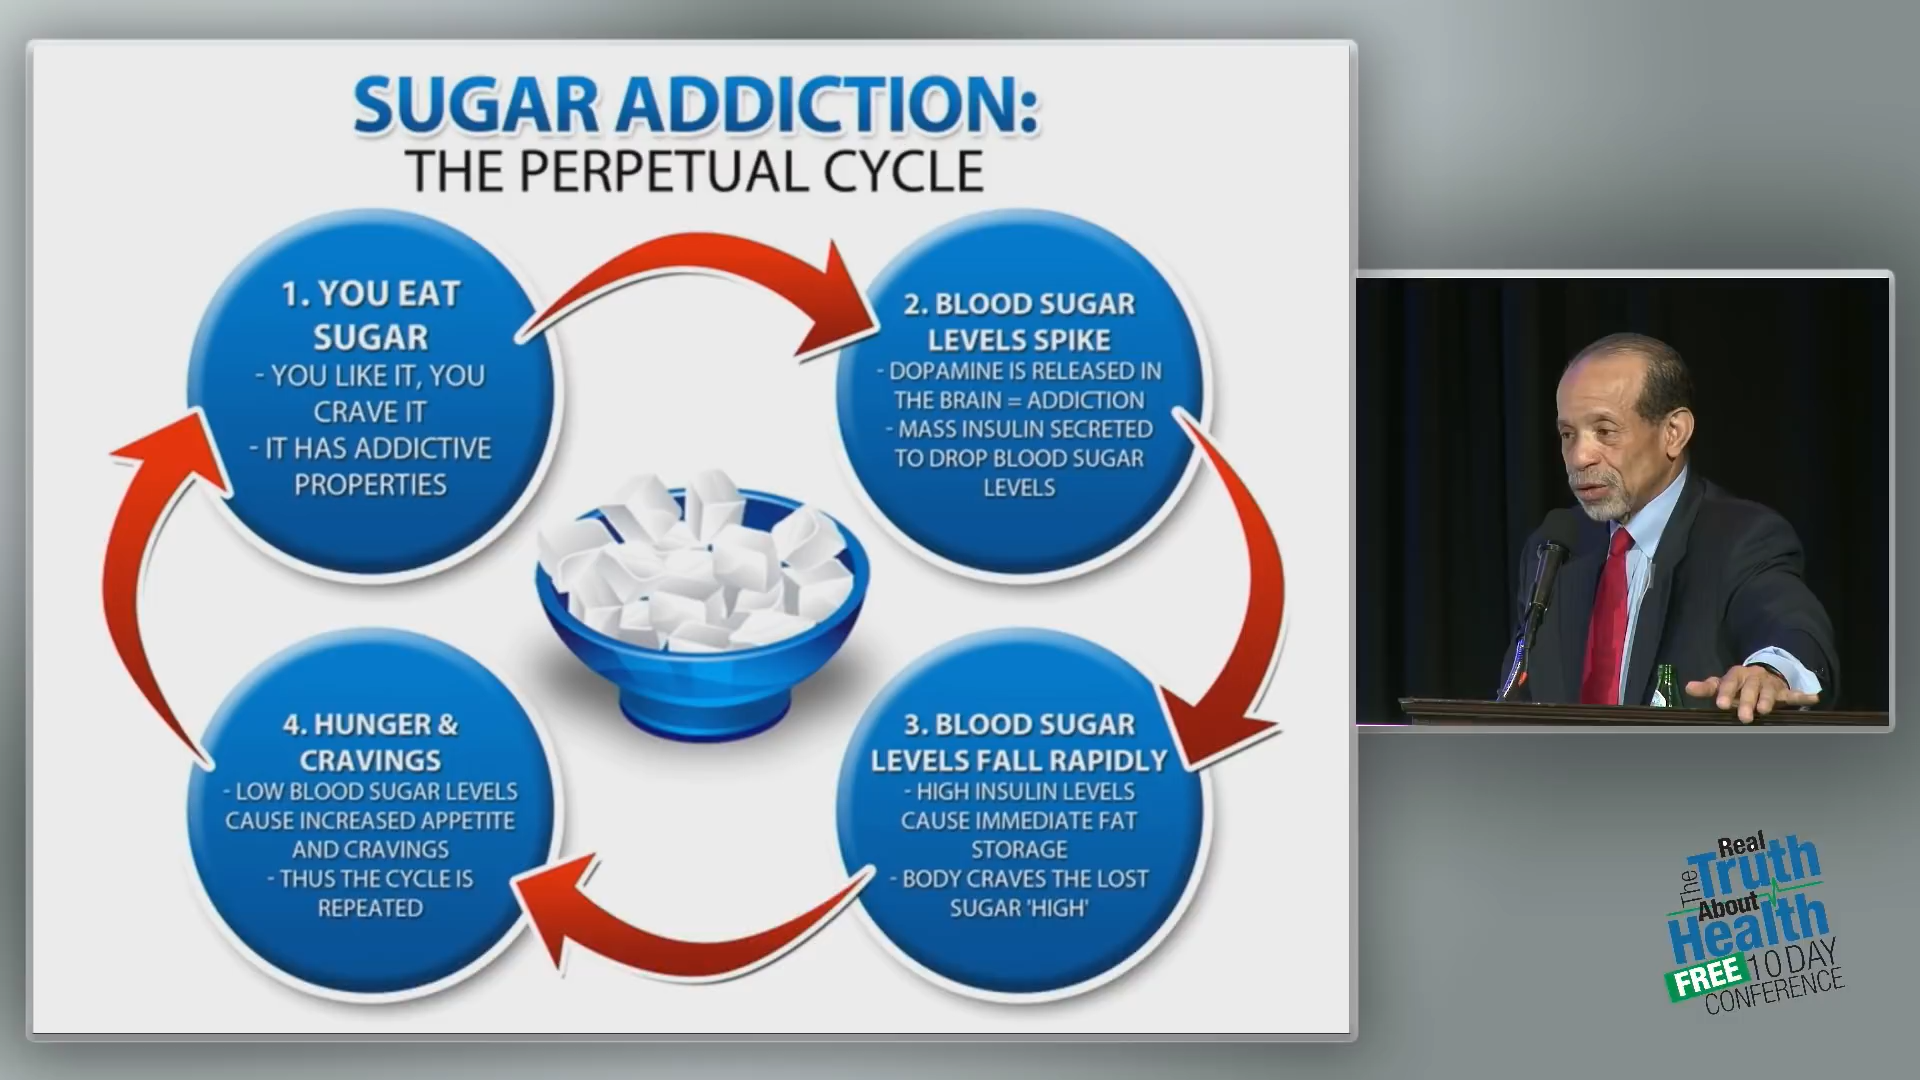 SUGAR ADDICTION:
THE PERPETUAL CYCLE
1. YOU EAT
SUGAR
- YOU LIKE IT, YOU
CRAVE IT
- IT HAS ADDICTIVE
PROPERTIES
2. BLOOD SUGAR
LEVELS SPIKE
- DOPAMINE IS RELEASED IN
THE BRAIN = ADDICTION
- MASS INSULIN SECRETED
TO DROP BLOOD SUGAR
LEVELS
3. BLOOD SUGAR
LEVELS FALL RAPIDLY
- HIGH INSULIN LEVELS
CAUSE IMMEDIATE FAT
STORAGE
- BODY CRAVES THE LOST
SUGAR 'HIGH'
4. HUNGER &
CRAVINGS
- LOW BLOOD SUGAR LEVELS
CAUSE INCREASED APPETITE
AND CRAVINGS
- THUS THE CYCLE IS
REPEATED
The Real
Truth
About
Health
FREE 10 DAY
CONFERENCE